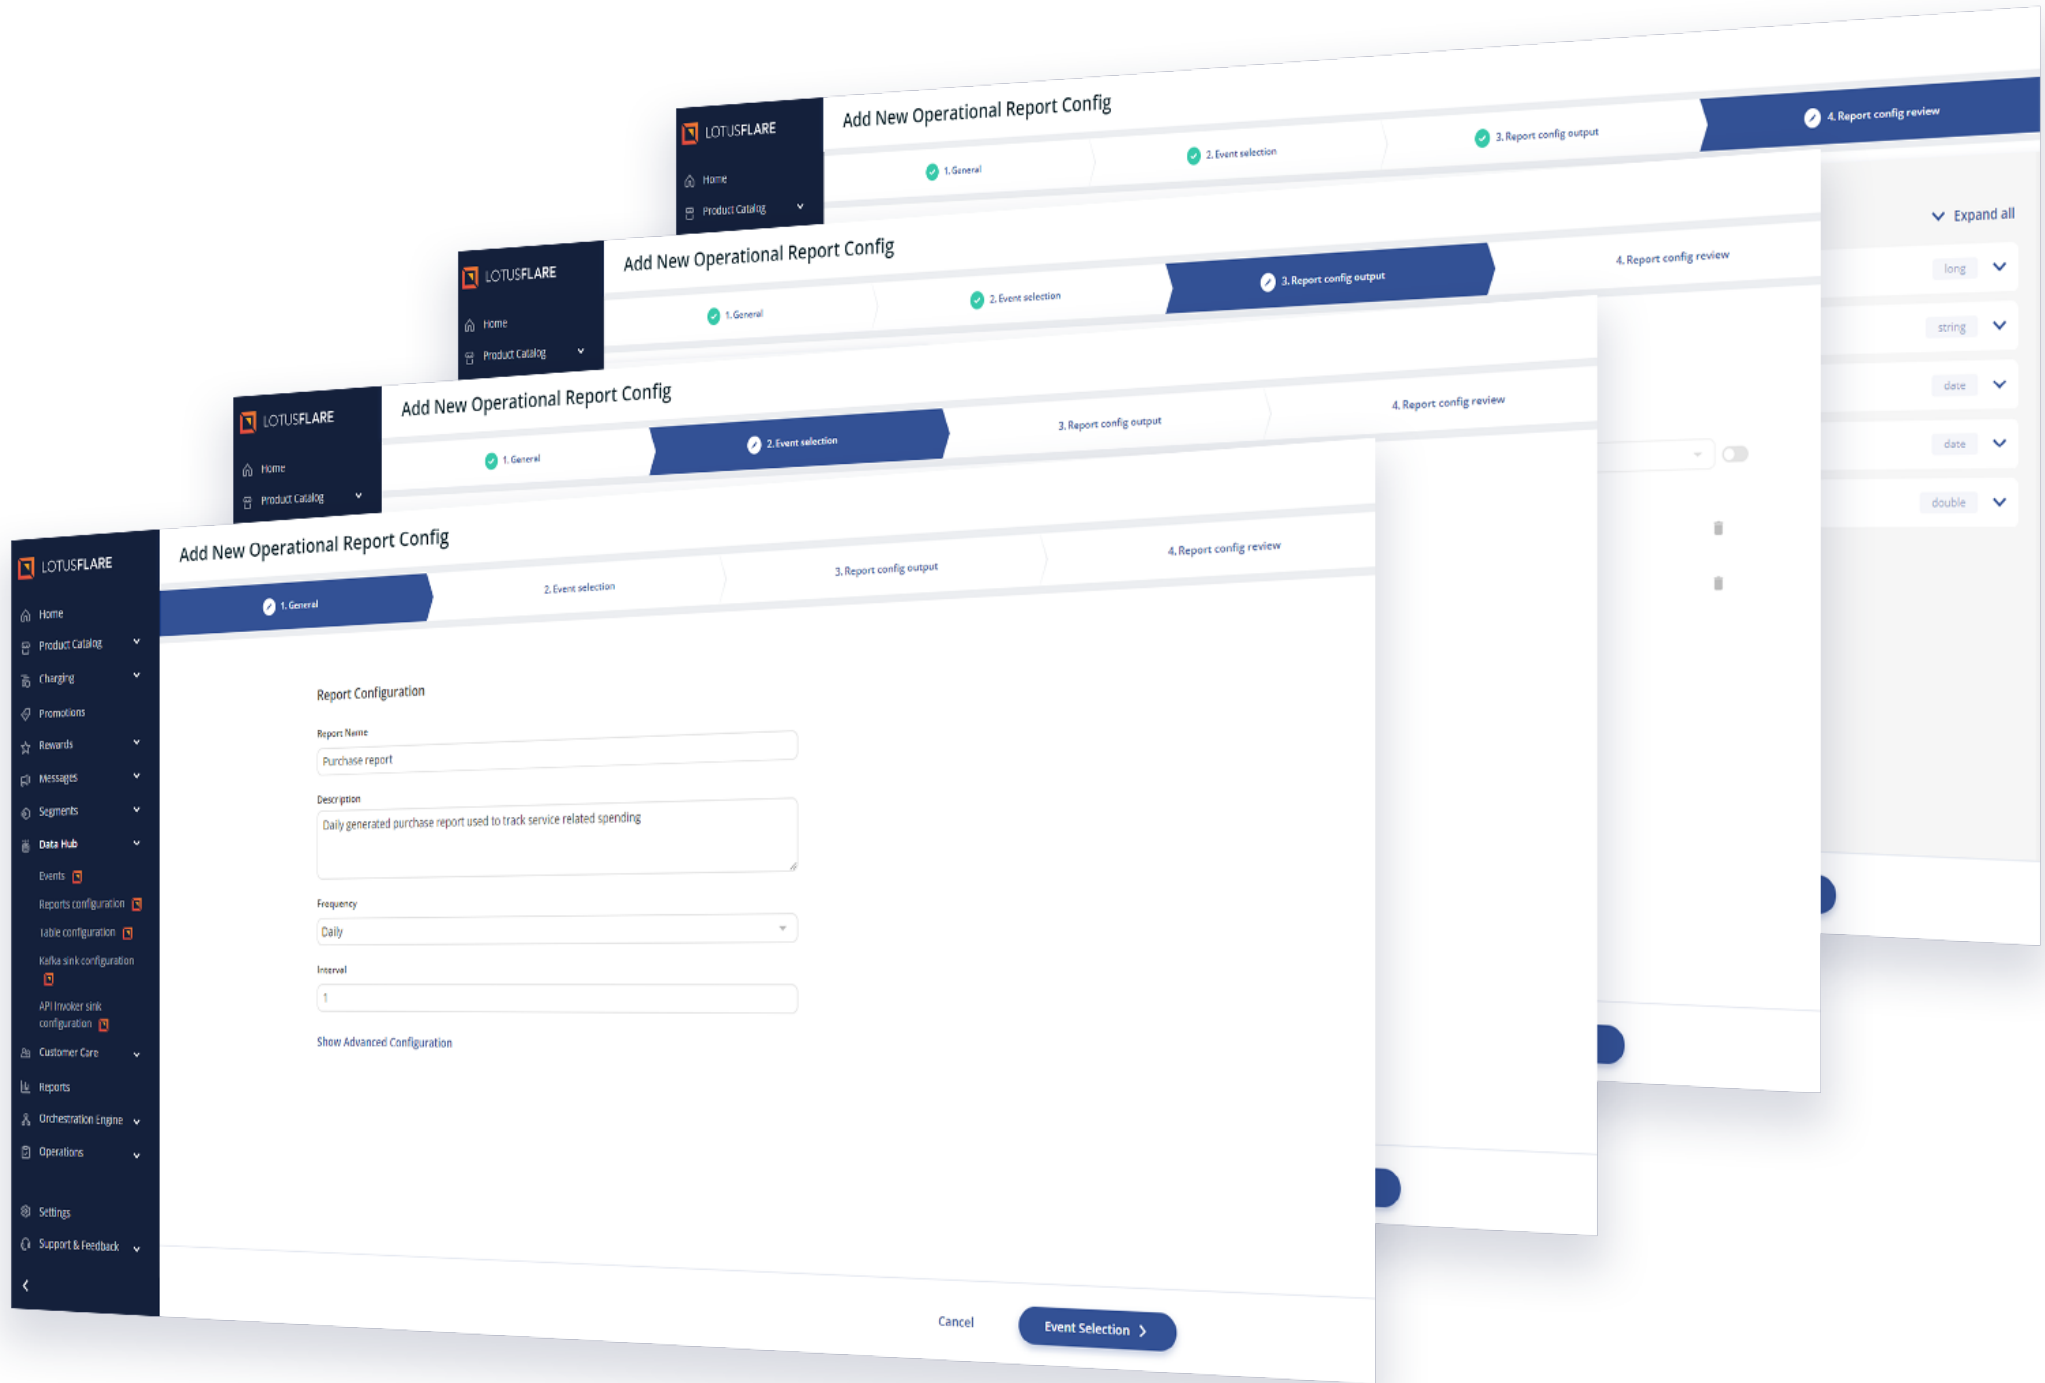 LOTUSFLARE
Home
Product Catalog
Add New Operational Report Config
1. General
2. Event selection
3. Report config output
4. Report config review
Expand all
long
string
date
date
double
LOTUSFLARE
Home
Product Catalog
Add New Operational Report Config
1. General
2. Event selection
3. Report config output
4. Report config review
LOTUSFLARE
Home
Product Catalog
Add New Operational Report Config
1. General
2. Event selection
3. Report config output
4. Report config review
LOTUSFLARE
Home
Product Catalog
Charging
Promotions
Rewards
Messages
Segments
Data Hub
Events
Reports configuration
Table configuration
Kafka sink configuration
API Invoker sink
configuration
Customer Care
Reports
Orchestration Engine
Operations
Settings
Support & Feedback
Add New Operational Report Config
1. General
2. Event selection
3. Report config output
4. Report config review
Report Configuration
Report Name
Purchase report
Description
Daily generated purchase report used to track service related spending
Frequency
Daily
Interval
1
Show Advanced Configuration
Cancel
Event Selection